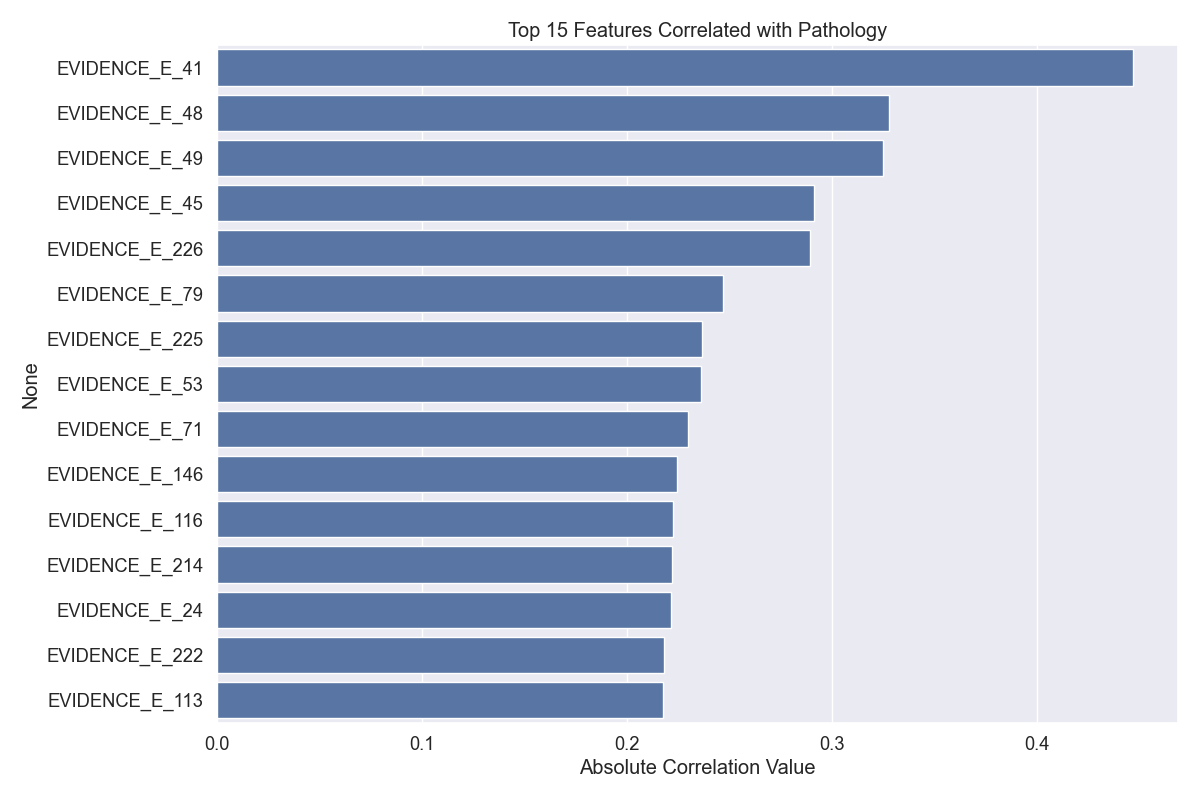 Top 15 Features Correlated with Pathology
EVIDENCE_E_41
EVIDENCE_E_48
EVIDENCE_E_49
EVIDENCE_E_45
EVIDENCE_E_226
EVIDENCE_E_79
EVIDENCE_E_225
EVIDENCE_E_53
EVIDENCE_E_71
EVIDENCE_E_146
EVIDENCE_E_116
EVIDENCE_E_214
EVIDENCE_E_24
EVIDENCE_E_222
EVIDENCE_E_113
None
0.0 0.1 0.2 0.3 0.4
Absolute Correlation Value